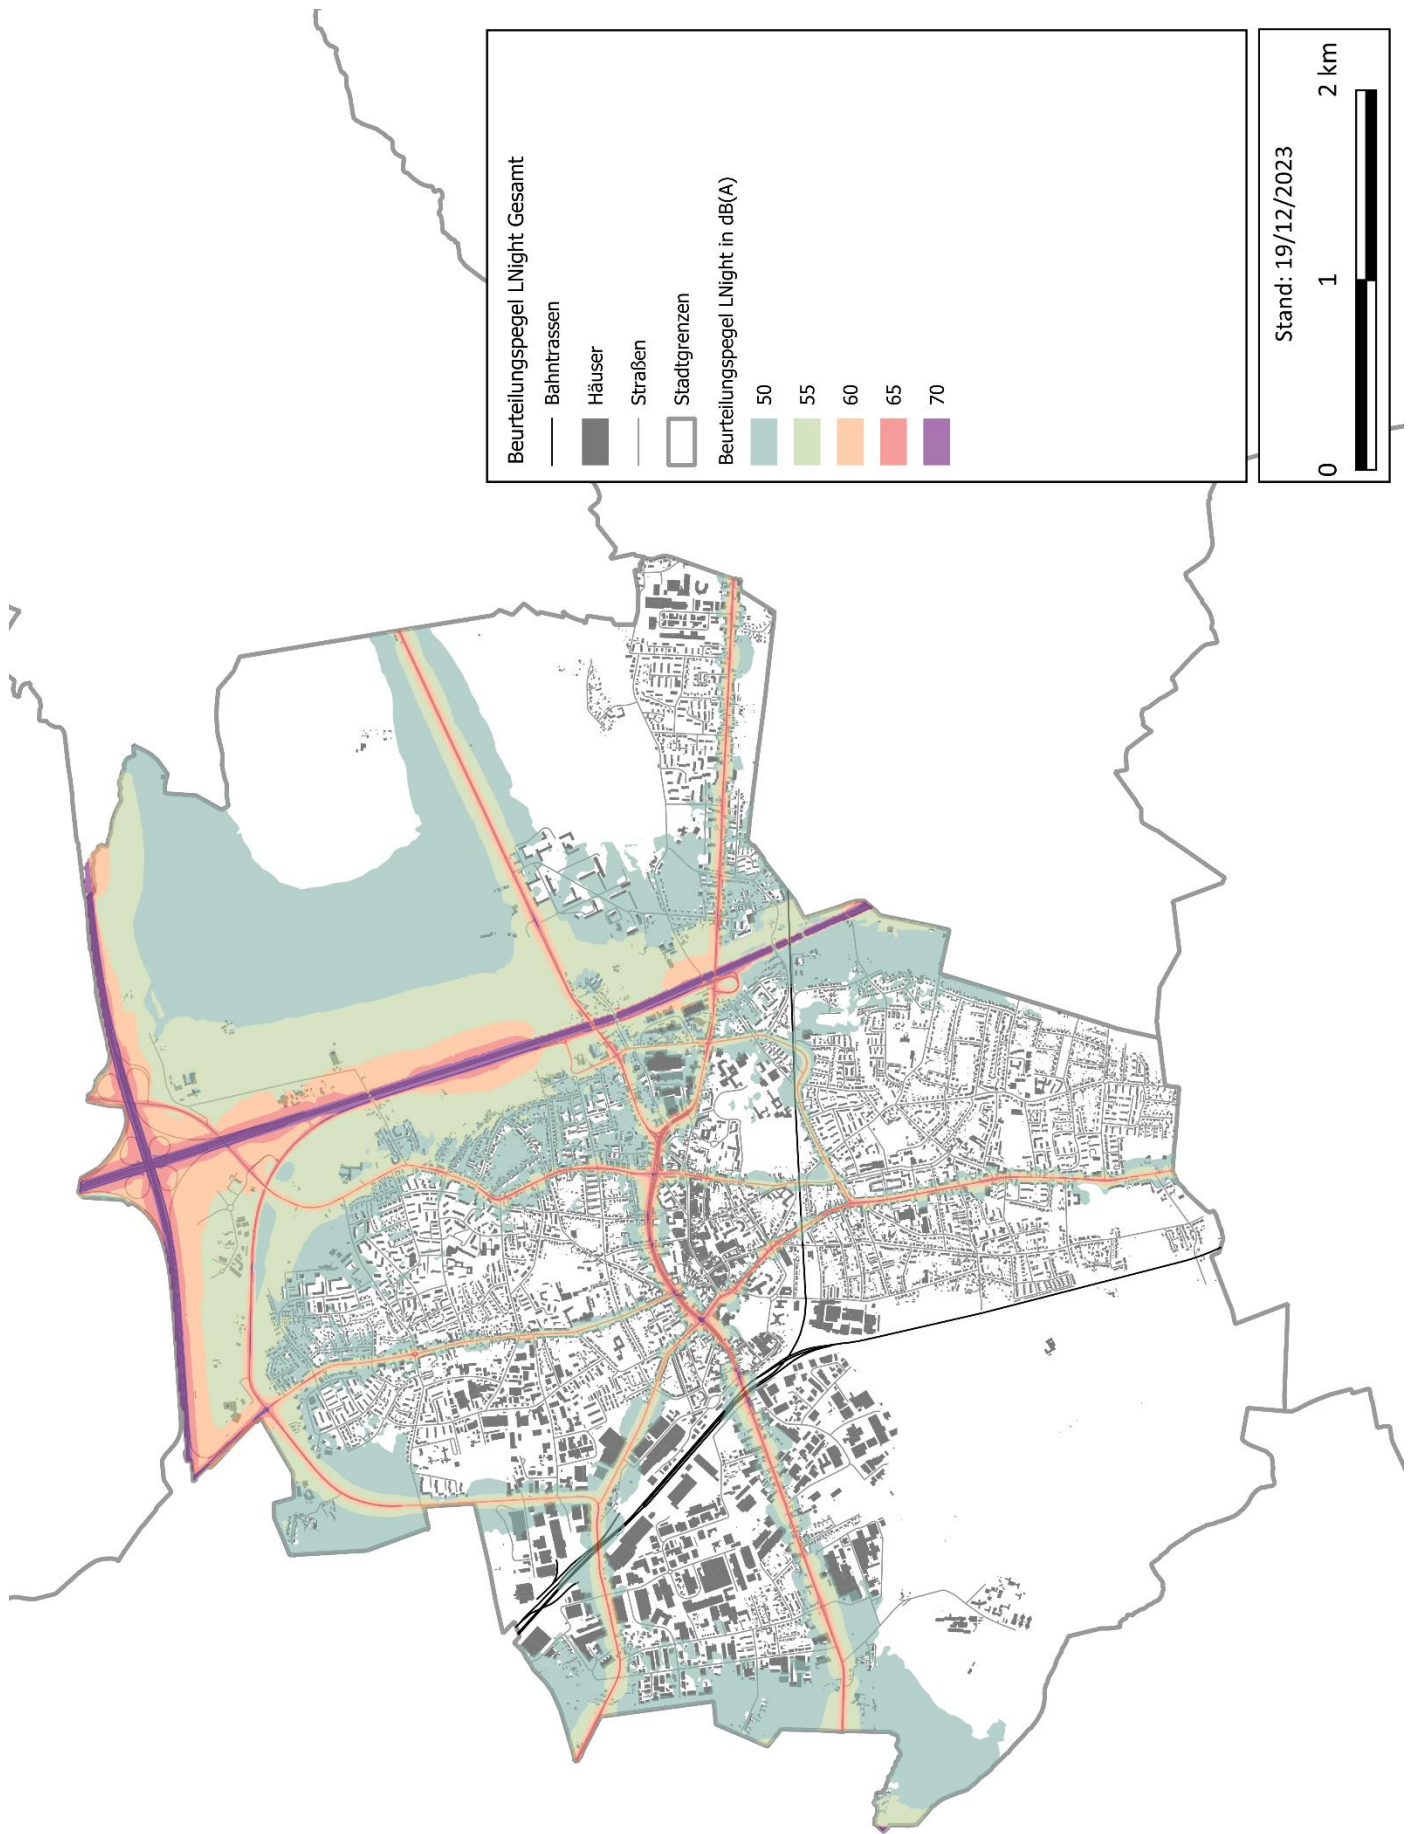 Beurteilungspegel LNight Gesamt
Bahntrassen
Häuser
Straßen
Stadtgrenzen
Beurteilungspegel LNight in dB(A)
50
55
60
65
70
Stand: 19/12/2023
0 1 2 km